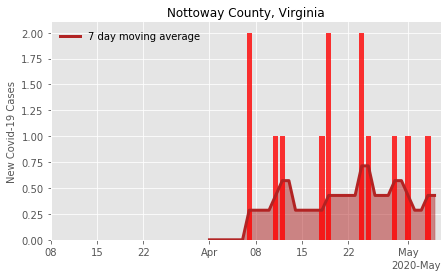 Nottoway County, Virginia
7 day moving average
New Covid-19 Cases
2.00
1.75
1.50
1.25
1.00
0.75
0.50
0.25
0.00
08 15 22 Apr 08 15 22 May
2020-May